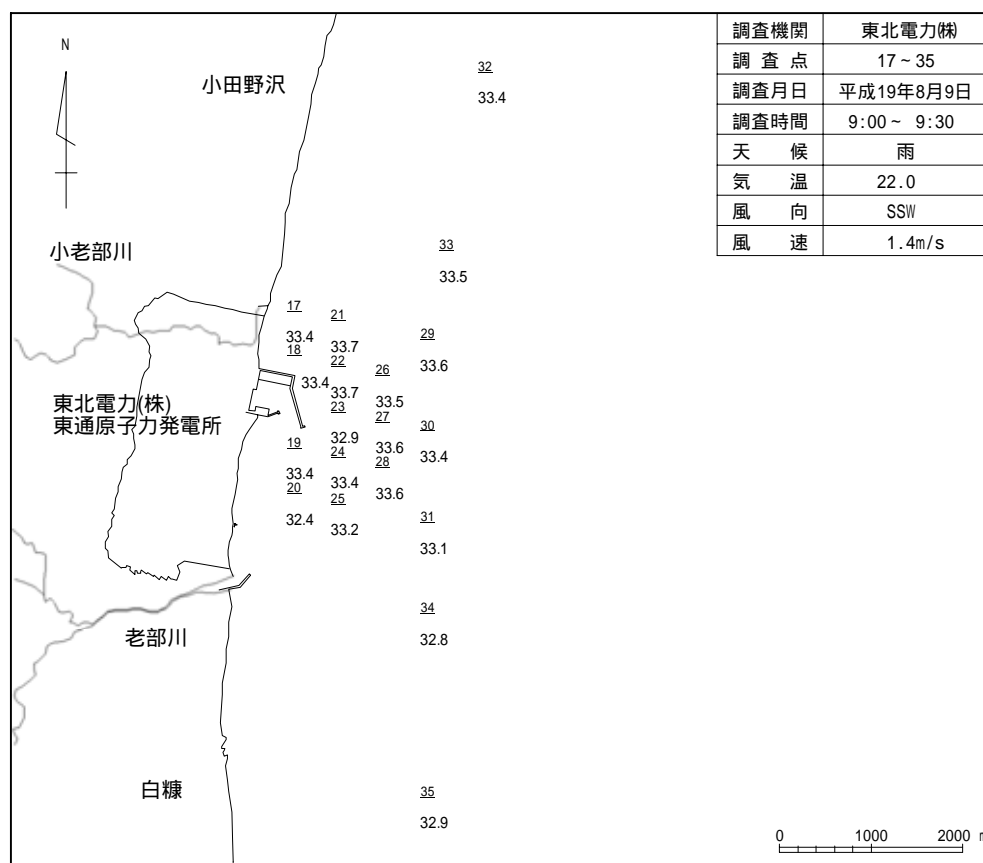 調査機関 東北電力㈱
調査点 17~35
調査月日 平成19年8月9日
調査時間 9:00~ 9:30
天候 雨
気温 22.0
風向 SSW
風速 1.4m/s
N
小田野沢
32
33.4
小老部川
33
33.5
17
33.4
21
33.7
29
33.6
18
33.4
22
33.7
26
33.5
東北電力(株)
東通原子力発電所
23
32.9
27
33.6
30
33.4
19
33.4
24
33.4
28
33.6
20
32.4
25
33.2
31
33.1
34
32.8
老部川
白糠
35
32.9
0 1000 2000 m